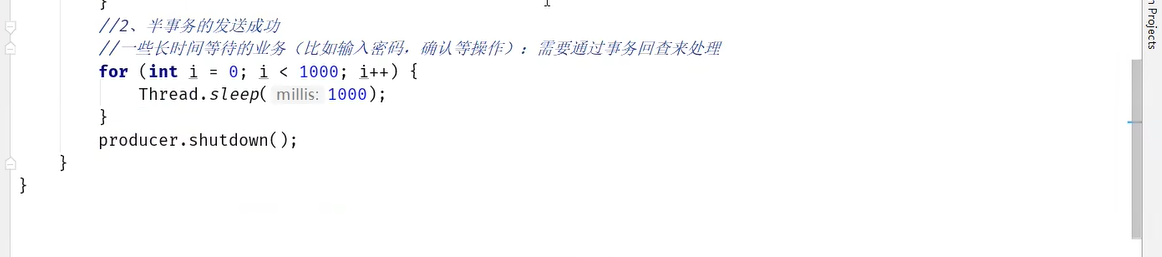 }
//2、半事务的发送成功
//一些长时间等待的业务（比如输入密码，确认等操作）：需要通过事务回查来处理
for (int i = 0; i < 1000; i++) {
Thread.sleep( millis: 1000);
}
producer.shutdown();
}
}
n Projects